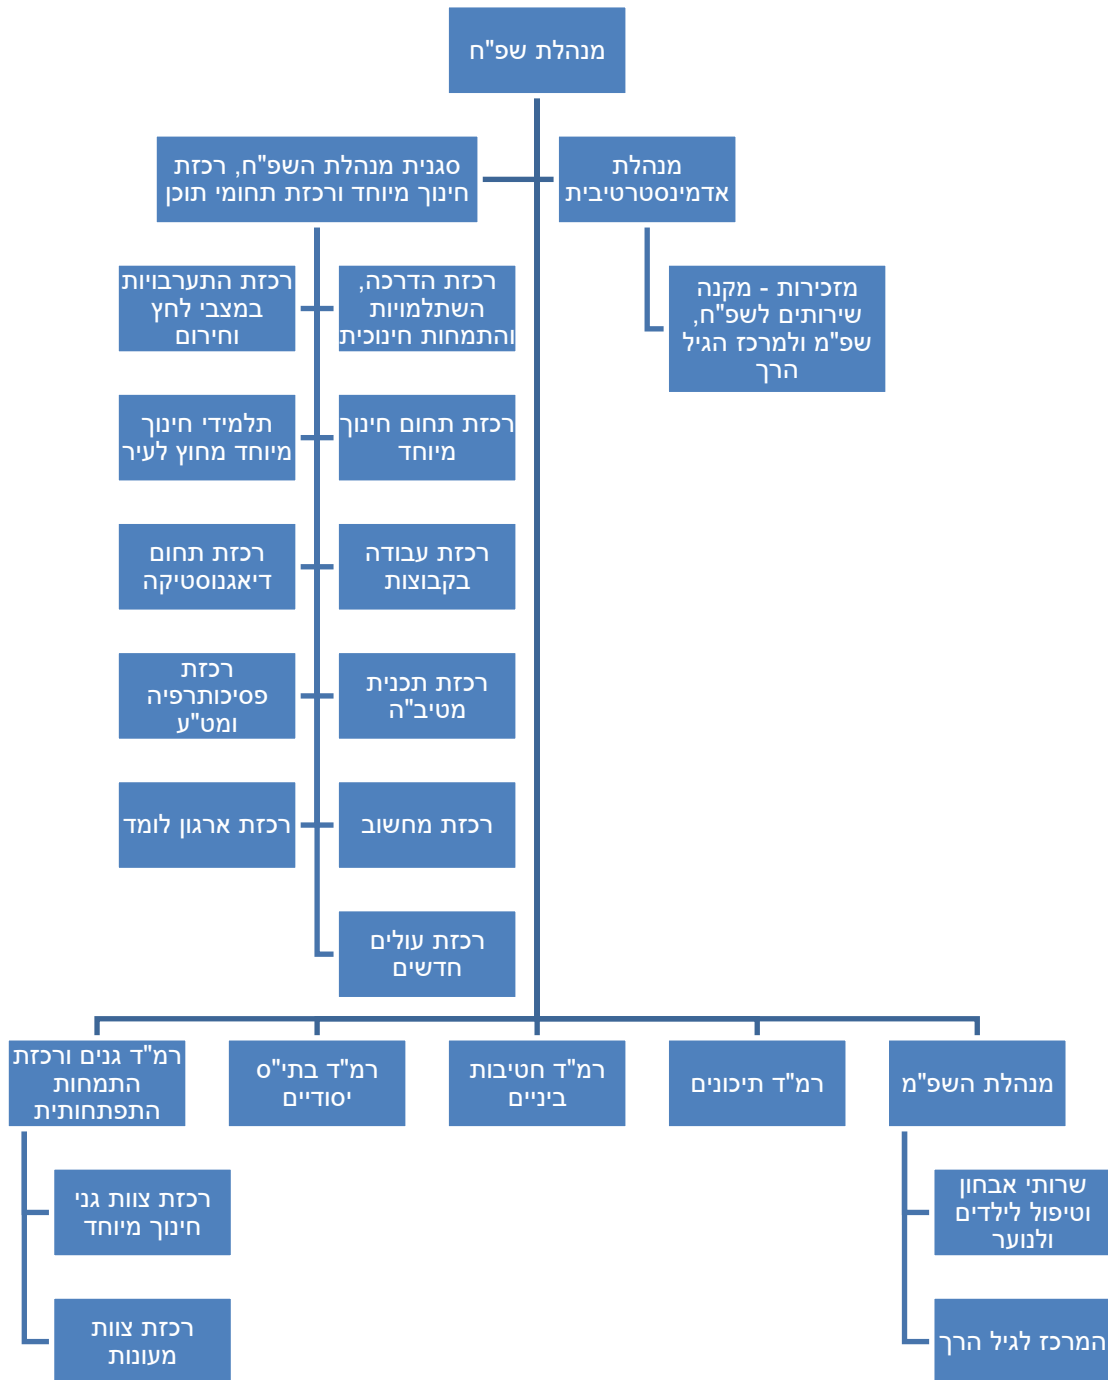 מנהלת שפ"ח
מנהלת
אדמינסטרטיבית
סגנית מנהלת השפ"ח, רכזת
חינוך מיוחד ורכזת תחומי תוכן
מזכירות - מקנה
שירותים לשפ"ח,
שפ"מ ולמרכז הגיל
הרך
רכזת הדרכה,
השתלמויות
והתמחות חינוכית
רכזת התערבויות
במצבי לחץ
וחירום
רכזת תחום חינוך
מיוחד
תלמידי חינוך
מיוחד מחוץ לעיר
רכזת עבודה
בקבוצות
רכזת תחום
דיאגנוסטיקה
רכזת תכנית
מטיב"ה
רכזת
פסיכותרפיה
ומט"ע
רכזת מחשוב
רכזת ארגון לומד
רכזת עולים
חדשים
מנהלת השפ"מ
רמ"ד תיכונים
רמ"ד חטיבות
ביניים
רמ"ד בתי"ס
יסודיים
רמ"ד גנים ורכזת
התמחות
התפתחותית
שרותי אבחון
וטיפול לילדים
ולנוער
המרכז לגיל הרך
רכזת צוות גני
חינוך מיוחד
רכזת צוות
מעונות